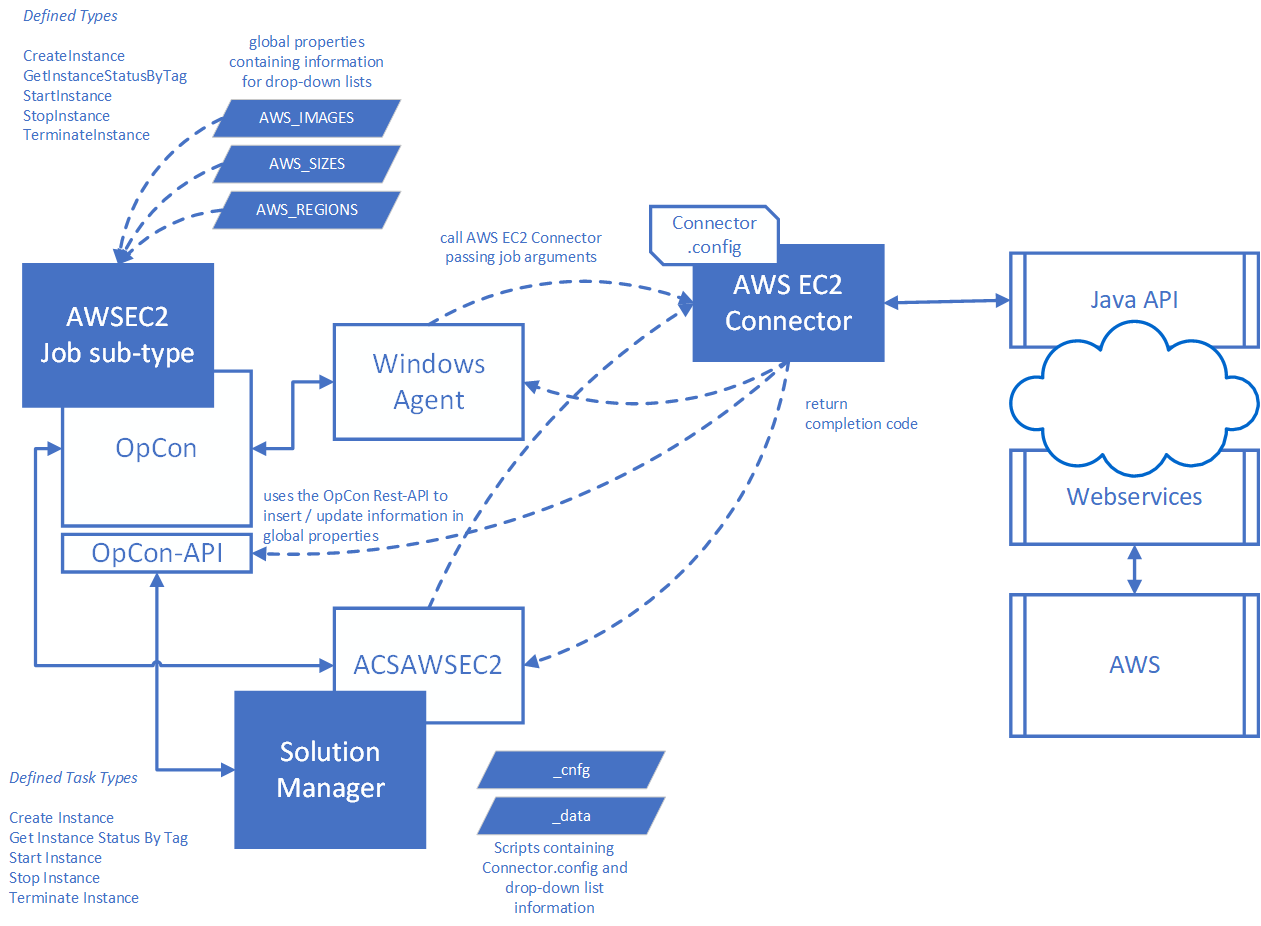 Defined Types
CreateInstance
GetInstanceStatusByTag
StartInstance
StopInstance
TerminateInstance
global properties
containing information
for drop-down lists
AWS_IMAGES
AWS_SIZES
AWS_REGIONS
call AWS EC2 Connector
passing job arguments
Connector
.config
AWS EC2
Connector
Java API
AWSEC2
Job sub-type
Windows
Agent
return
completion code
OpCon
uses the OpCon Rest-API to
insert / update information in
global properties
Webservices
OpCon-API
ACSAWSEC2
AWS
Solution
Manager
Defined Task Types
Create Instance
Get Instance Status By Tag
Start Instance
Stop Instance
Terminate Instance
_cnfg
_data
Scripts containing
Connector.config and
drop-down list
information